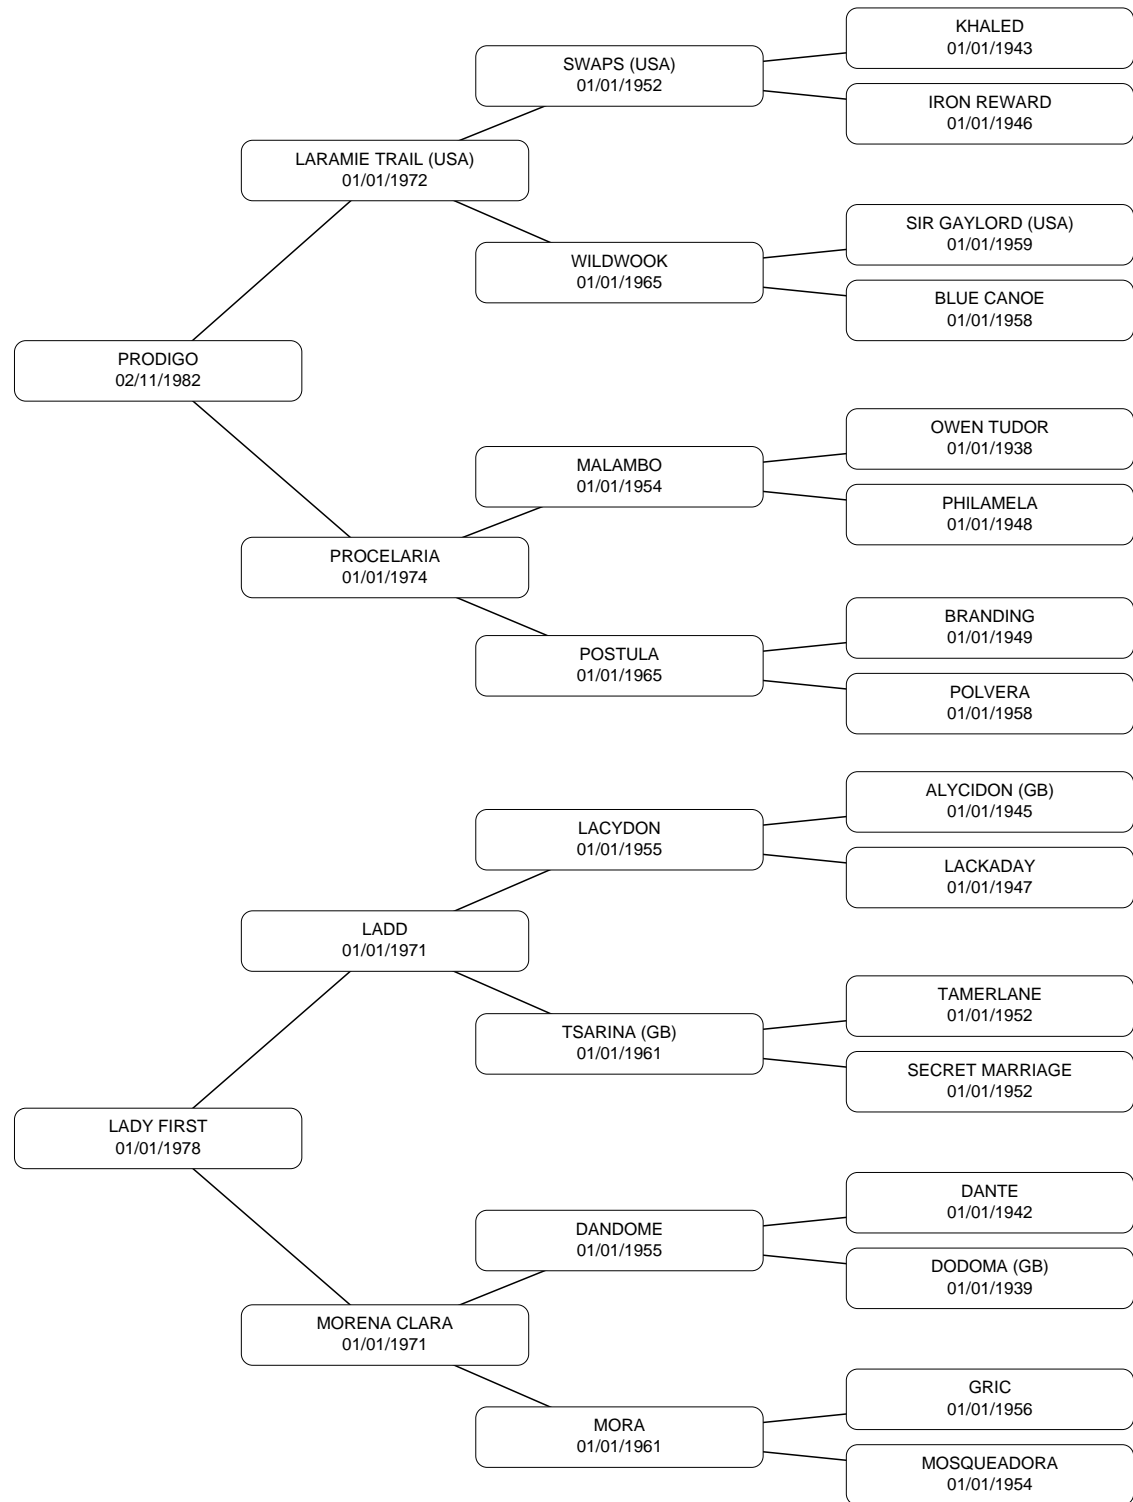 KHALED
01/01/1943
SWAPS (USA)
01/01/1952
IRON REWARD
01/01/1946
LARAMIE TRAIL (USA)
01/01/1972
SIR GAYLORD (USA)
01/01/1959
WILDWOOK
01/01/1965
BLUE CANOE
01/01/1958
PRODIGO
02/11/1982
OWEN TUDOR
01/01/1938
MALAMBO
01/01/1954
PHILAMELA
01/01/1948
PROCELARIA
01/01/1974
BRANDING
01/01/1949
POSTULA
01/01/1965
POLVERA
01/01/1958
ALYCIDON (GB)
01/01/1945
LACYDON
01/01/1955
LACKADAY
01/01/1947
LADD
01/01/1971
TAMERLANE
01/01/1952
TSARINA (GB)
01/01/1961
SECRET MARRIAGE
01/01/1952
LADY FIRST
01/01/1978
DANTE
01/01/1942
DANDOME
01/01/1955
DODOMA (GB)
01/01/1939
MORENA CLARA
01/01/1971
GRIC
01/01/1956
MORA
01/01/1961
MOSQUEADORA
01/01/1954